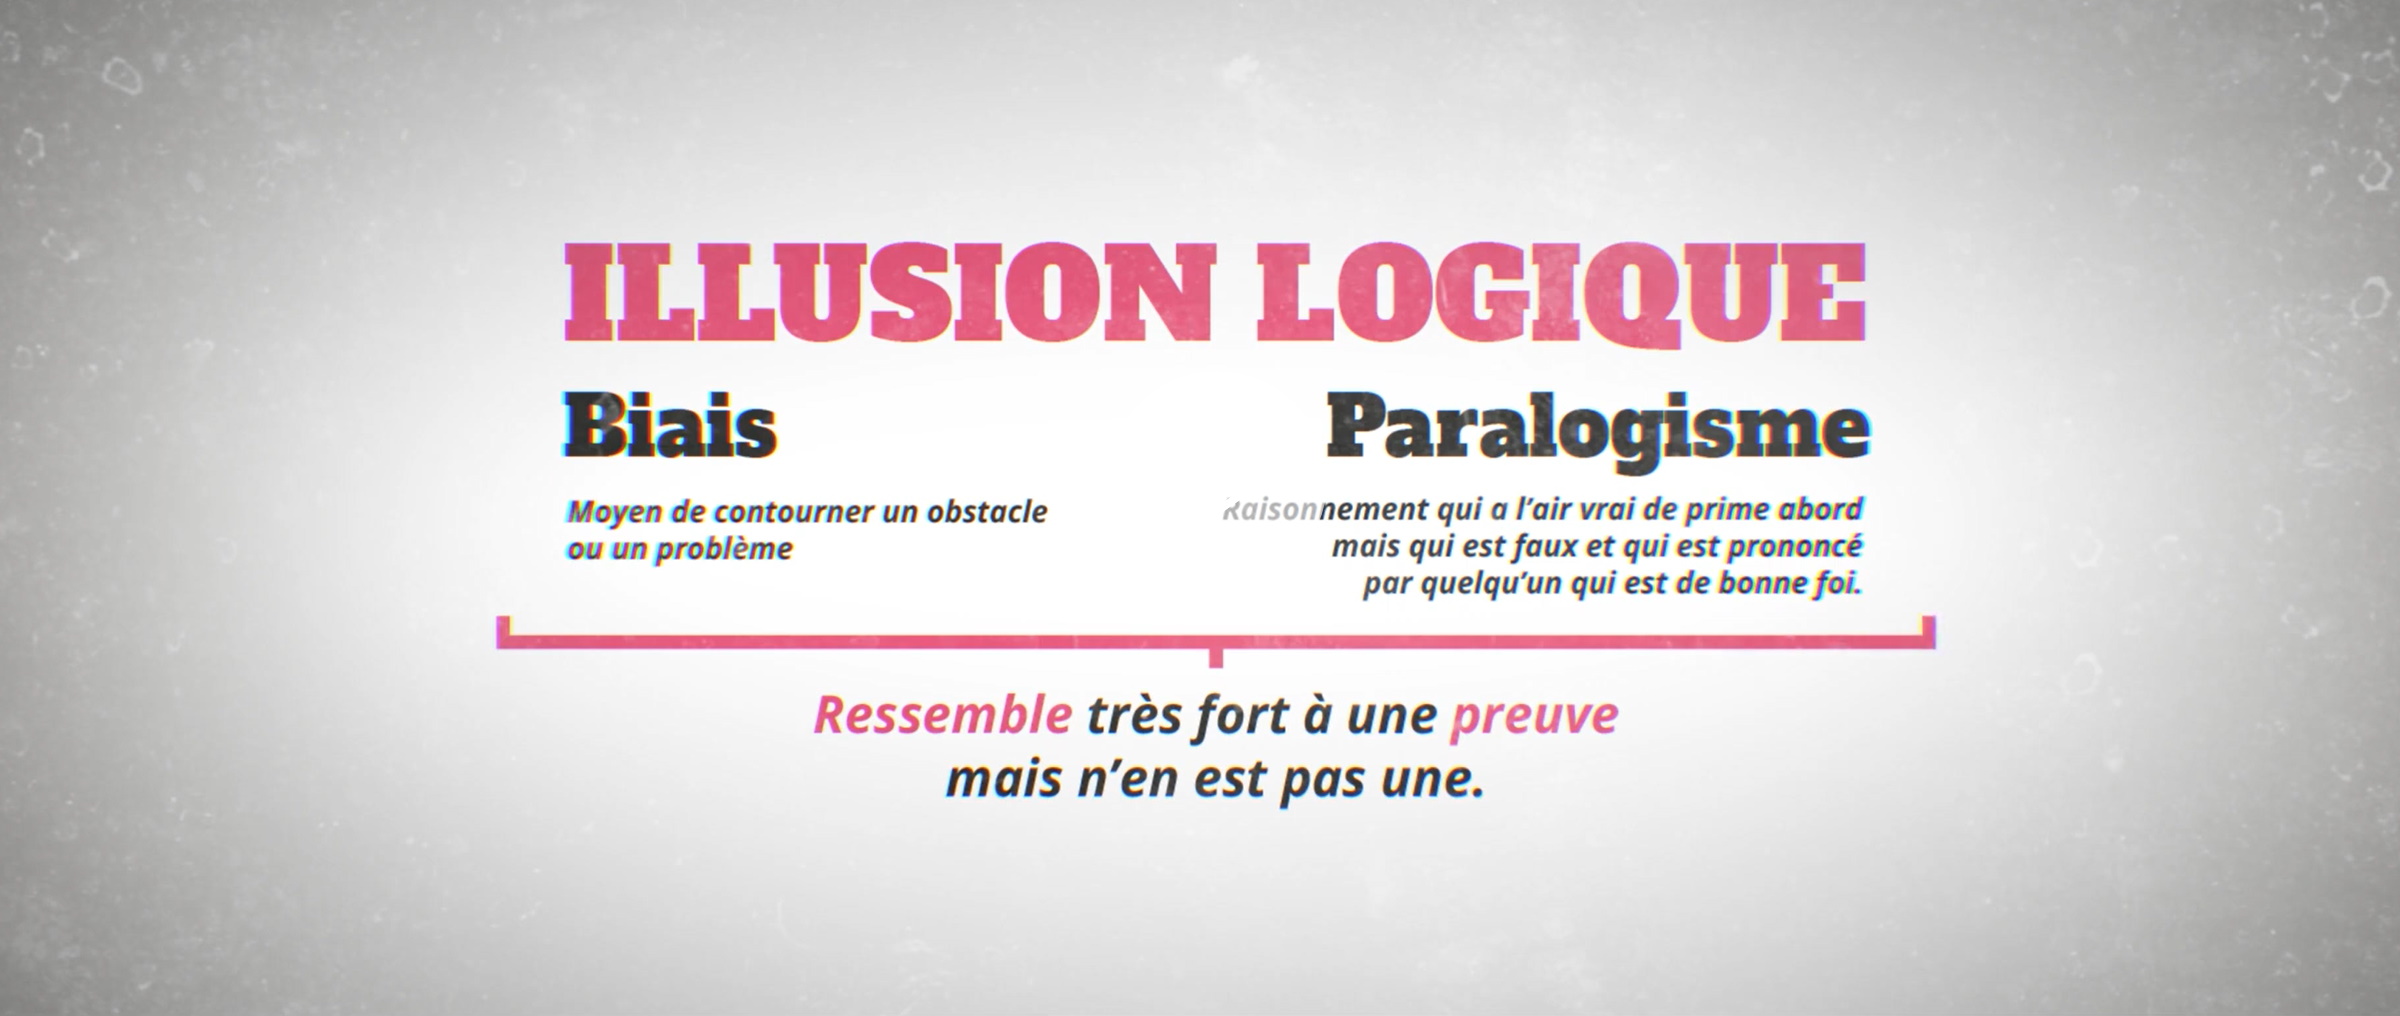 ILLUSION LOGIQUE
Biais
Moyen de contourner un obstacle
ou un problème
Paralogisme
Raisonnement qui a l’air vrai de prime abord
mais qui est faux et qui est prononcé
par quelqu’un qui est de bonne foi.
Ressemble très fort à une preuve
mais n’en est pas une.